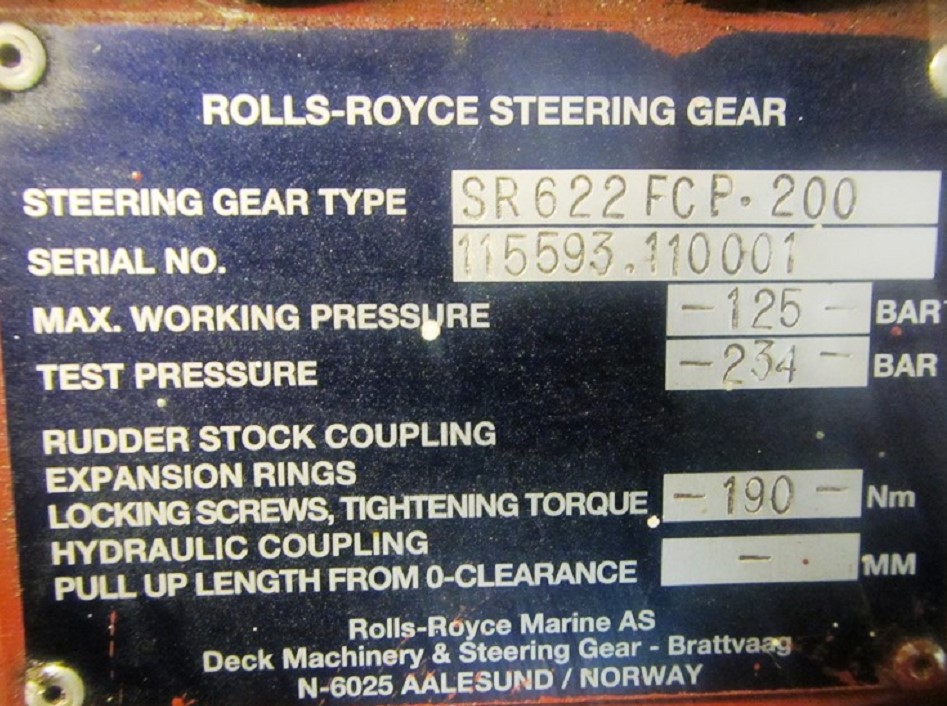 ROLLS-ROYCE STEERING GEAR
STEERING GEAR TYPE SR622FCP·200
SERIAL NO. 115593.110001
MAX. WORKING PRESSURE -125- BAR
TEST PRESSURE -234- BAR
RUDDER STOCK COUPLING
EXPANSION RINGS
LOCKING SCREWS, TIGHTENING TORQUE -190- Nm
HYDRAULIC COUPLING
PULL UP LENGTH FROM 0-CLEARANCE - MM
Rolls-Royce Marine AS
Deck Machinery & Steering Gear - Brattvaag
N-6025 AALESUND / NORWAY